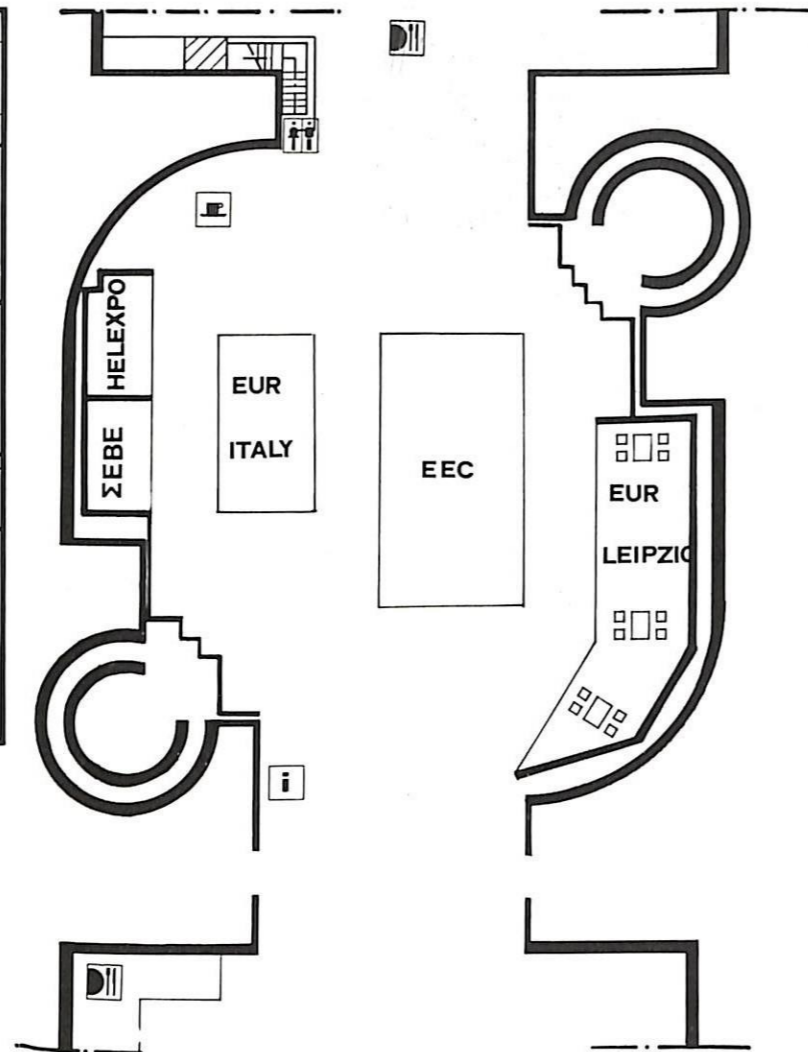 HELEXPO
ΣΕΒΕ
EUR
ITALY
EEC
EUR
LEIPZIG
i